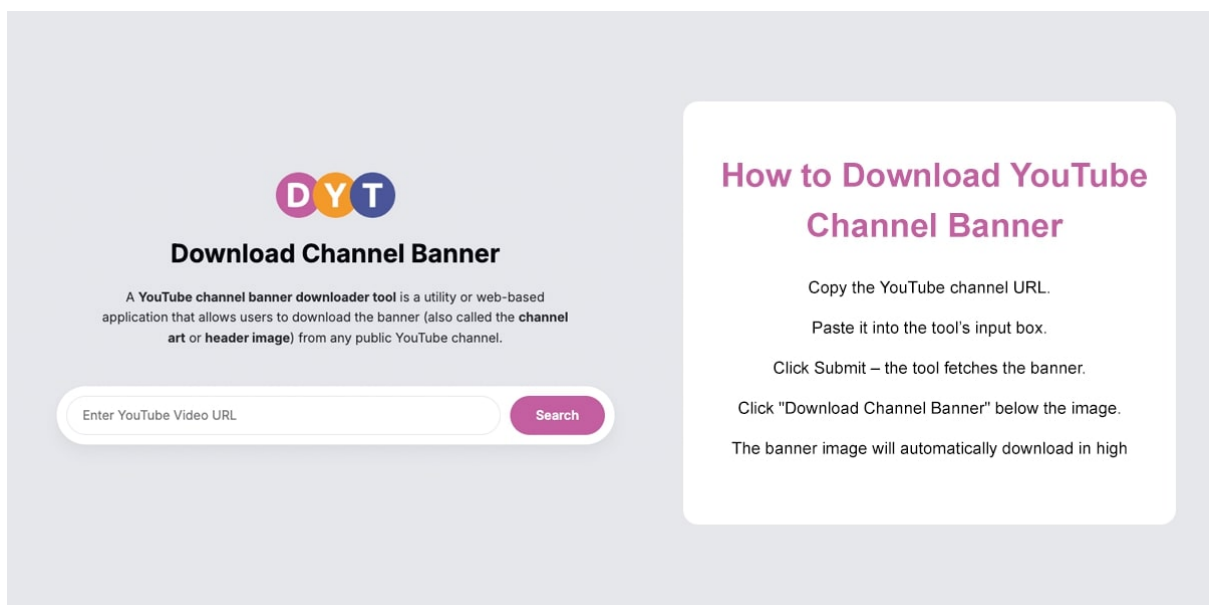 DYT
Download Channel Banner
A YouTube channel banner downloader tool is a utility or web-based
application that allows users to download the banner (also called the channel
art or header image) from any public YouTube channel.
Enter YouTube Video URL
Search
How to Download YouTube
Channel Banner
Copy the YouTube channel URL.
Paste it into the tool’s input box.
Click Submit – the tool fetches the banner.
Click "Download Channel Banner" below the image.
The banner image will automatically download in high